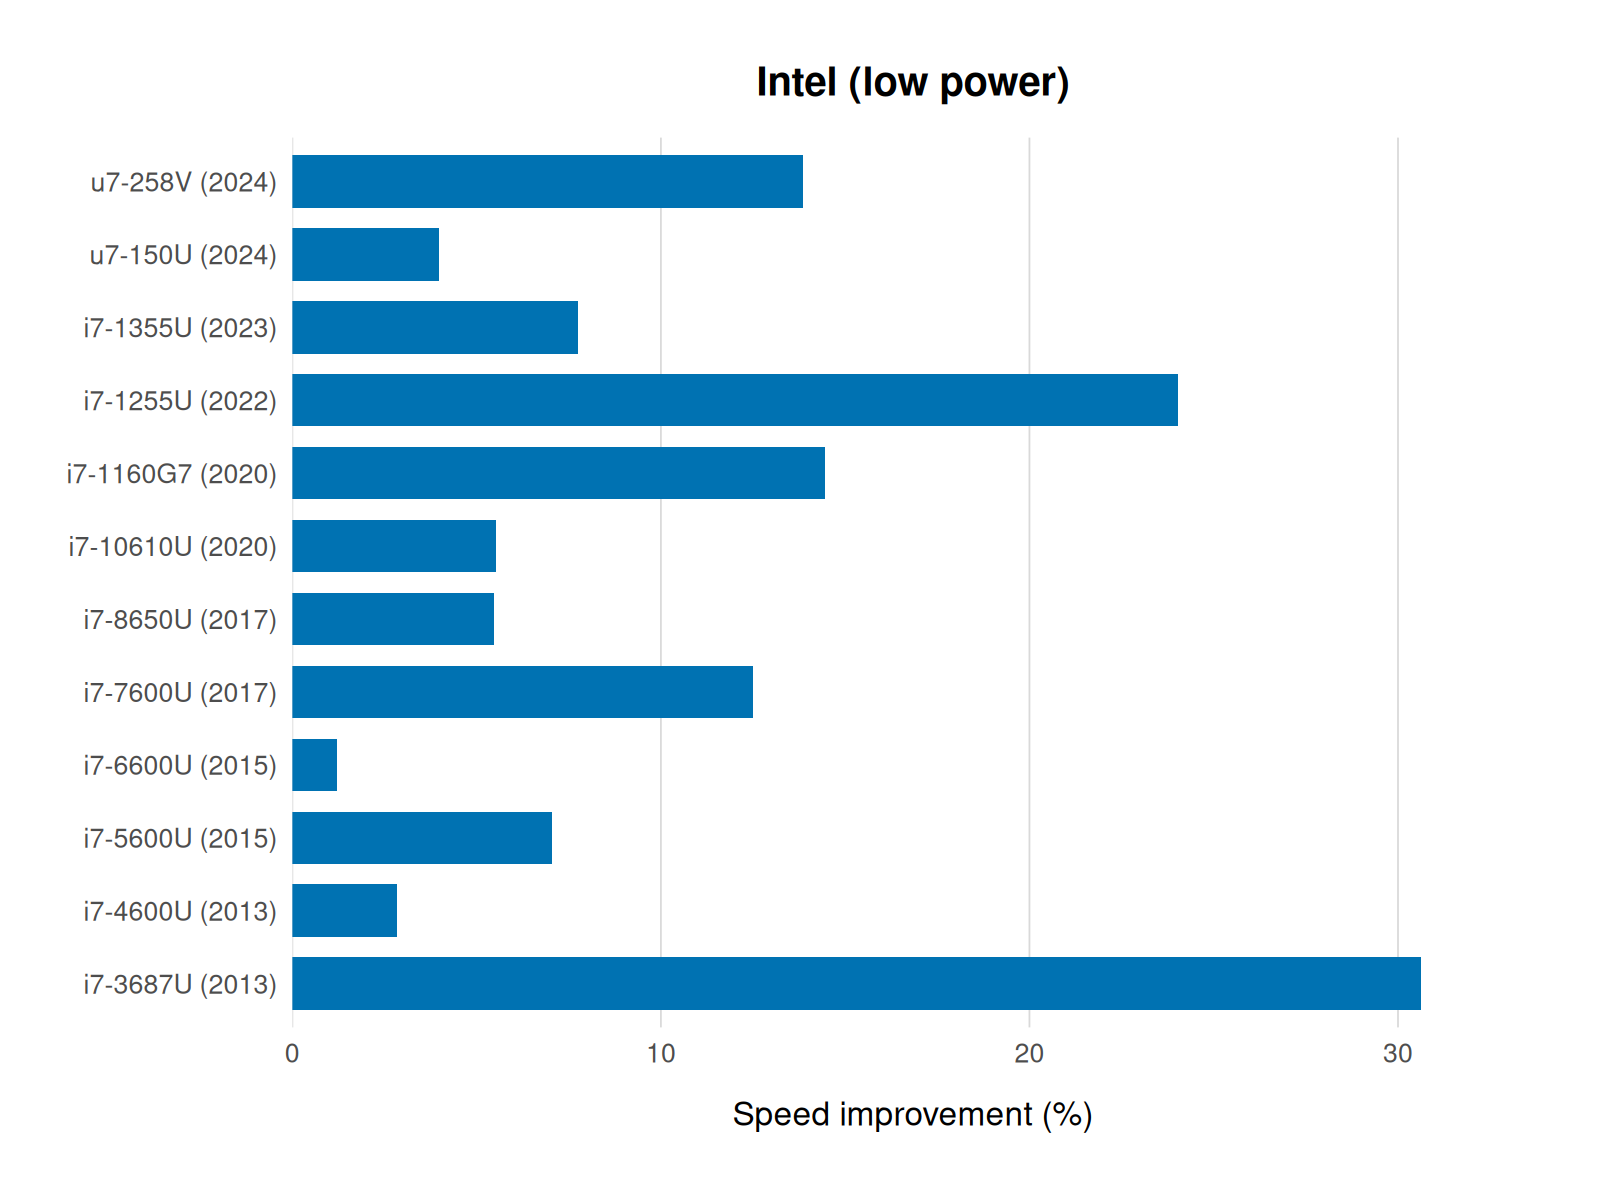 Intel (low power)
u7-258V (2024)
u7-150U (2024)
i7-1355U (2023)
i7-1255U (2022)
i7-1160G7 (2020)
i7-10610U (2020)
i7-8650U (2017)
i7-7600U (2017)
i7-6600U (2015)
i7-5600U (2015)
i7-4600U (2013)
i7-3687U (2013)
0 10 20 30
Speed improvement (%)